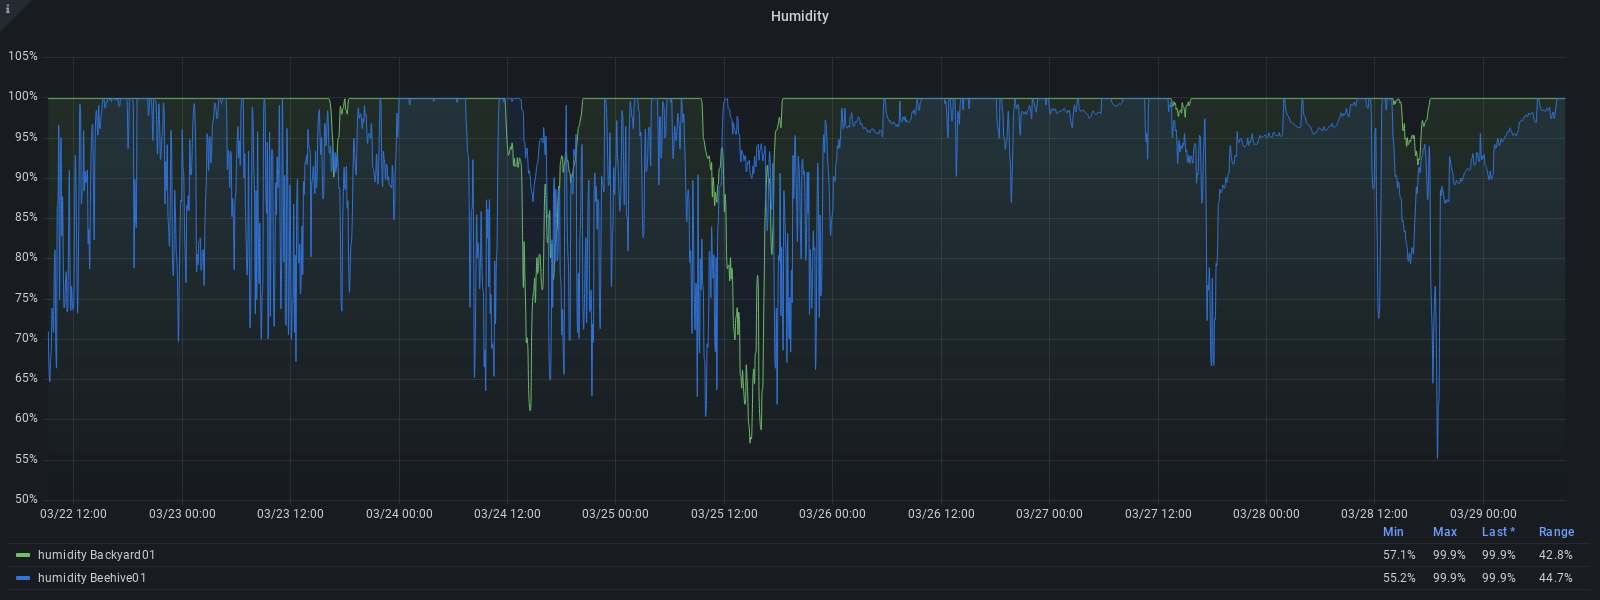 i
Humidity
105%
100%
95%
90%
85%
80%
75%
70%
65%
60%
55%
50%
03/22 12:00 03/23 00:00 03/23 12:00 03/24 00:00 03/24 12:00 03/25 00:00 03/25 12:00 03/26 00:00 03/26 12:00 03/27 00:00 03/27 12:00 03/28 00:00 03/28 12:00 03/29 00:00
Min Max Last * Range
humidity Backyard01 57.1% 99.9% 99.9% 42.8%
humidity Beehive01 55.2% 99.9% 99.9% 44.7%